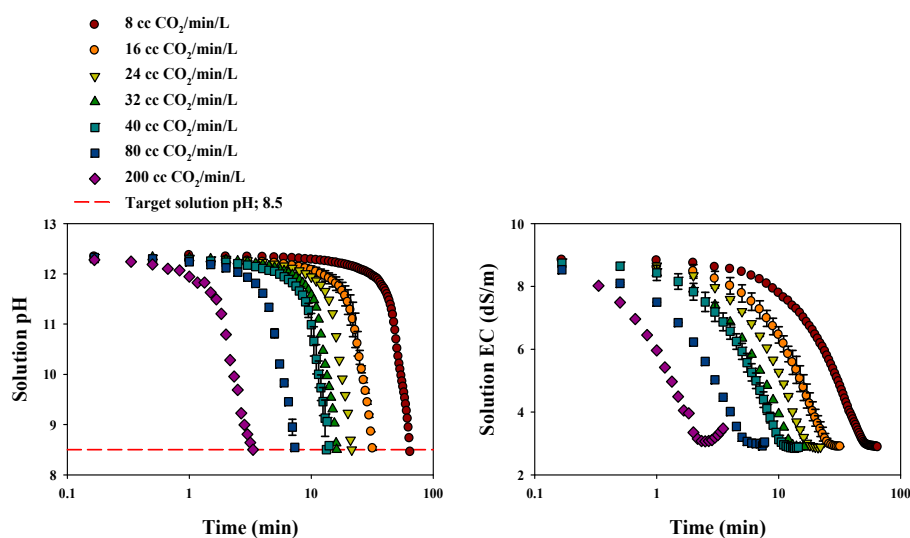 8 cc CO2/min/L
16 cc CO2/min/L
24 cc CO2/min/L
32 cc CO2/min/L
40 cc CO2/min/L
80 cc CO2/min/L
200 cc CO2/min/L
Target solution pH; 8.5
Solution pH
13
12
11
10
9
8
0.1 1 10 100
Time (min)
Solution EC (dS/m)
10
8
6
4
2
0.1 1 10 100
Time (min)